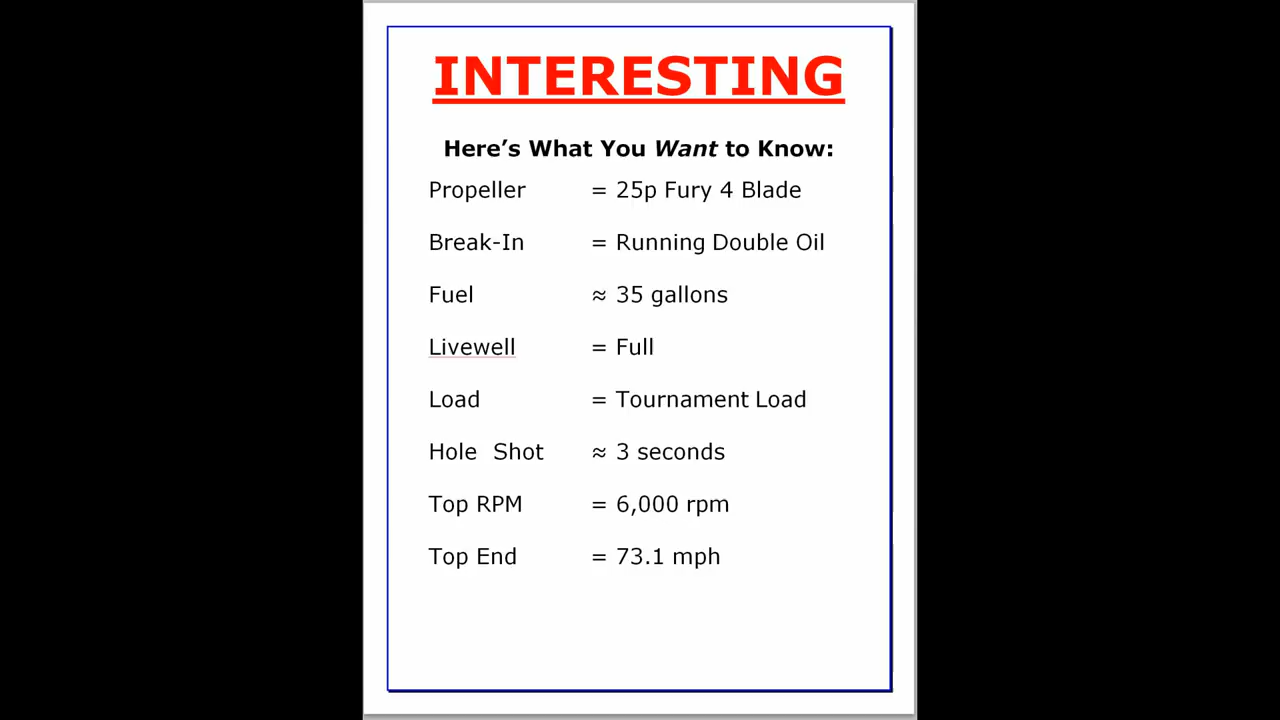 INTERESTING
Here’s What You Want to Know:
Propeller = 25p Fury 4 Blade
Break-In = Running Double Oil
Fuel ≈ 35 gallons
Livewell = Full
Load = Tournament Load
Hole Shot ≈ 3 seconds
Top RPM = 6,000 rpm
Top End = 73.1 mph